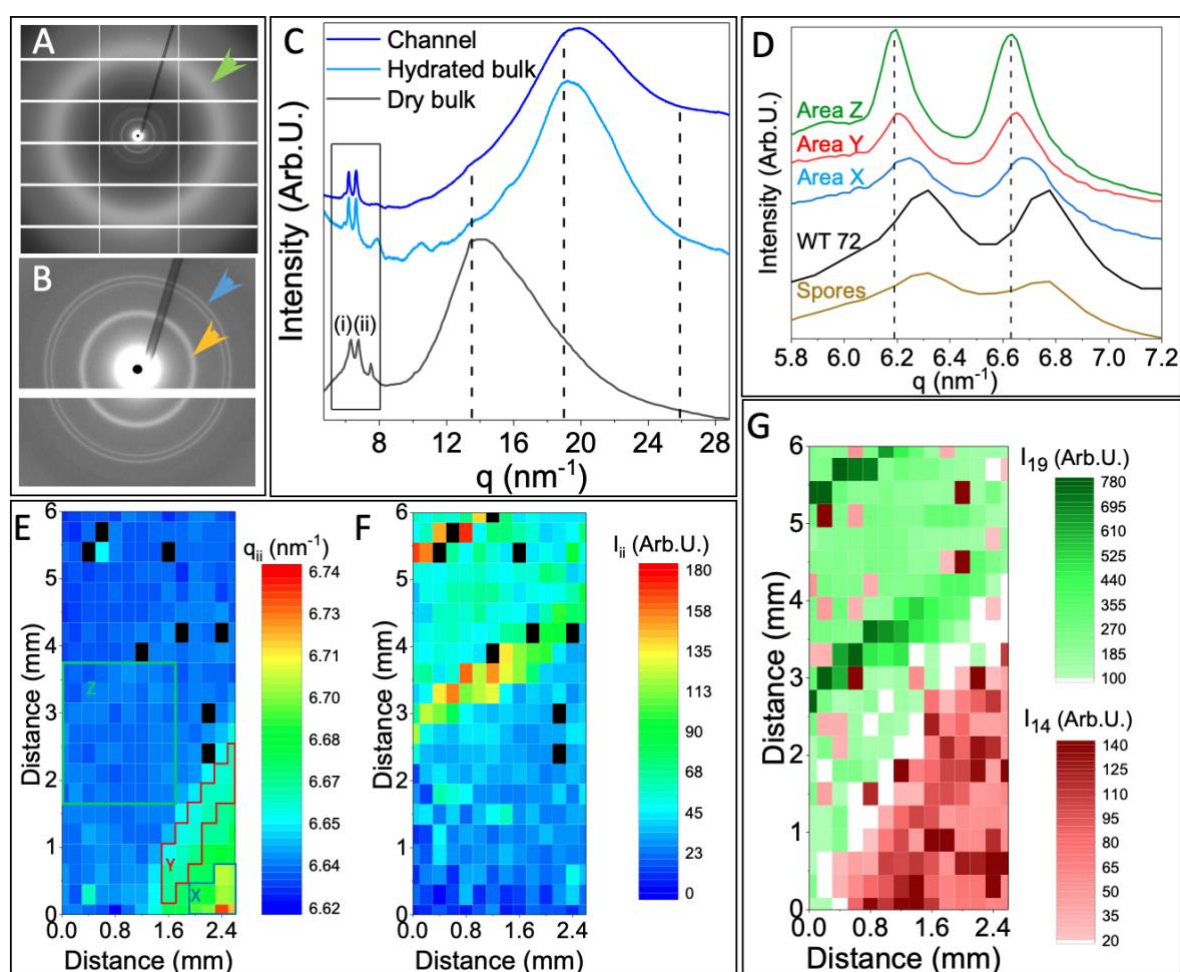 A
B
C
Channel
Hydrated bulk
Dry bulk
Intensity (Arb.U.)
(i) (ii)
8 12 16 20 24 28
q (nm⁻¹)
D
Intensity (Arb.U.)
Area Z
Area Y
Area X
WT 72
Spores
5.8 6.0 6.2 6.4 6.6 6.8 7.0 7.2
q (nm⁻¹)
E
Distance (mm)
6
5
4
3
2
1
0
Z
Y
X
0.0 0.8 1.6 2.4
Distance (mm)
qᵢᵢ (nm⁻¹)
6.74
6.73
6.71
6.70
6.68
6.67
6.65
6.64
6.62
F
Distance (mm)
6
5
4
3
2
1
0
0.0 0.8 1.6 2.4
Distance (mm)
Iᵢᵢ (Arb.U.)
180
158
135
113
90
68
45
23
0
G
Distance (mm)
6
5
4
3
2
1
0
0.0 0.8 1.6 2.4
Distance (mm)
I₁₉ (Arb.U.)
780
695
610
525
440
355
270
185
100
I₁₄ (Arb.U.)
140
125
110
95
80
65
50
35
20